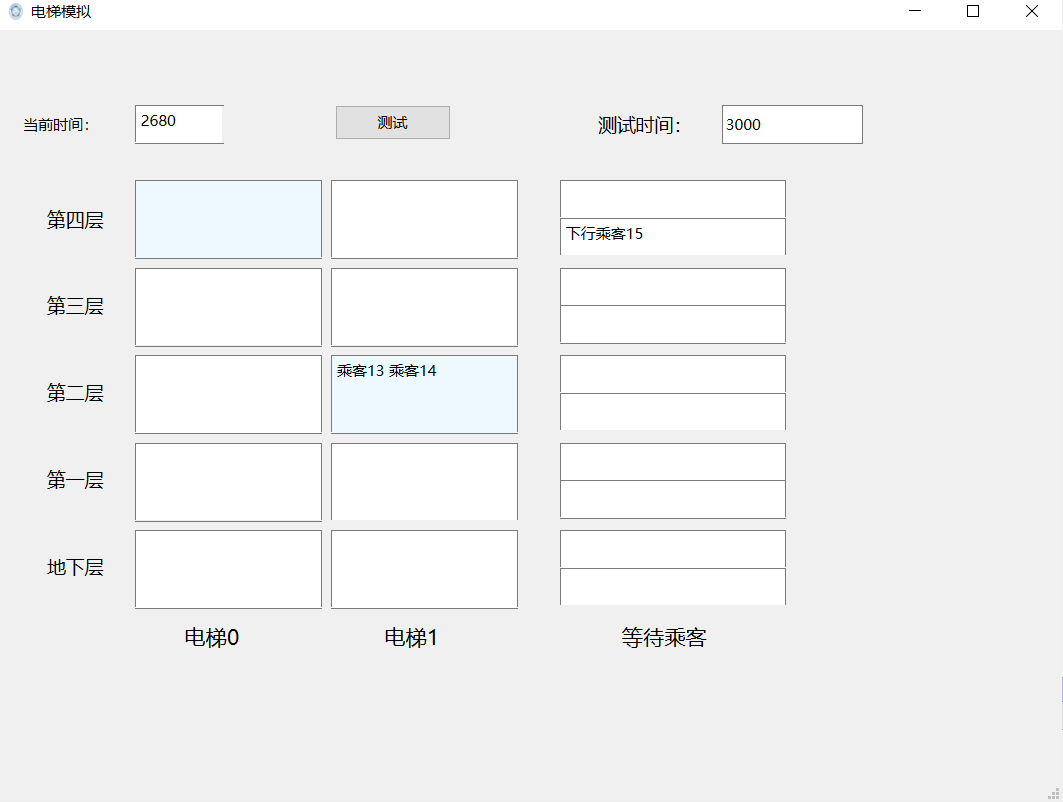 电梯模拟
当前时间：
2680
测试
测试时间：
3000
第四层
下行乘客15
第三层
第二层
乘客13 乘客14
第一层
地下层
电梯0
电梯1
等待乘客